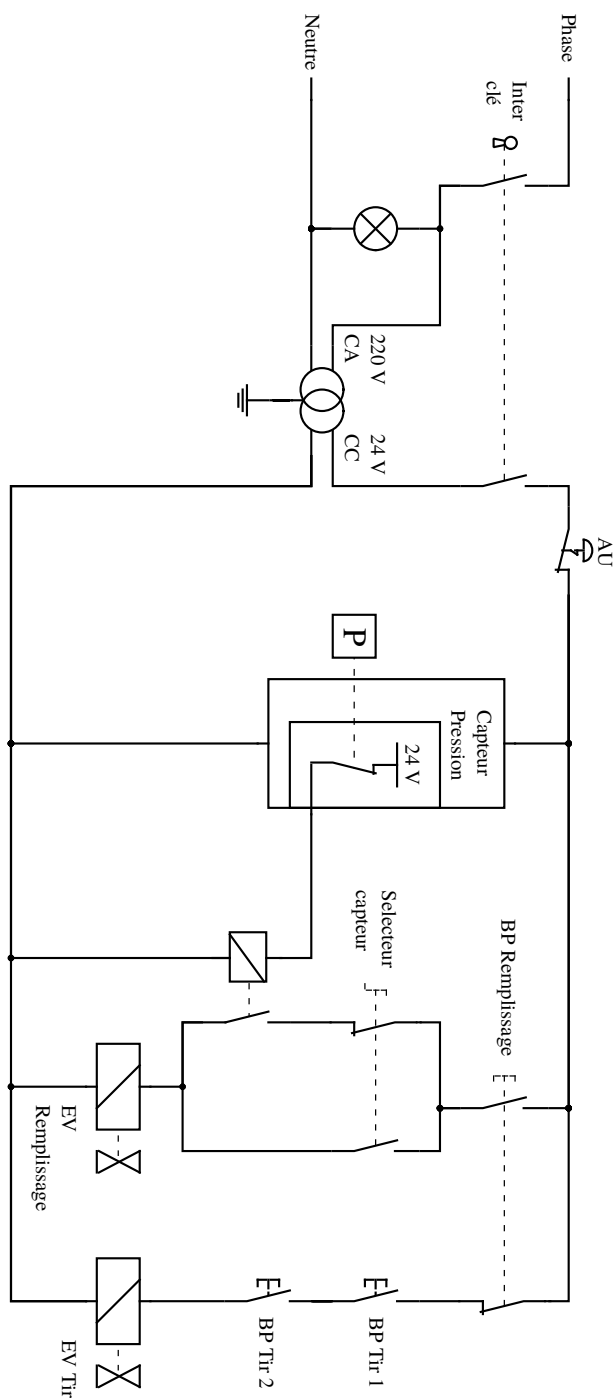 Phase
Neutre
Inter
clé
220 V
CA
24 V
CC
AU
P
Capteur
Pression
24 V
Selecteur
capteur
BP Remplissage
EV
Remplissage
BP Tir 1
BP Tir 2
EV Tir